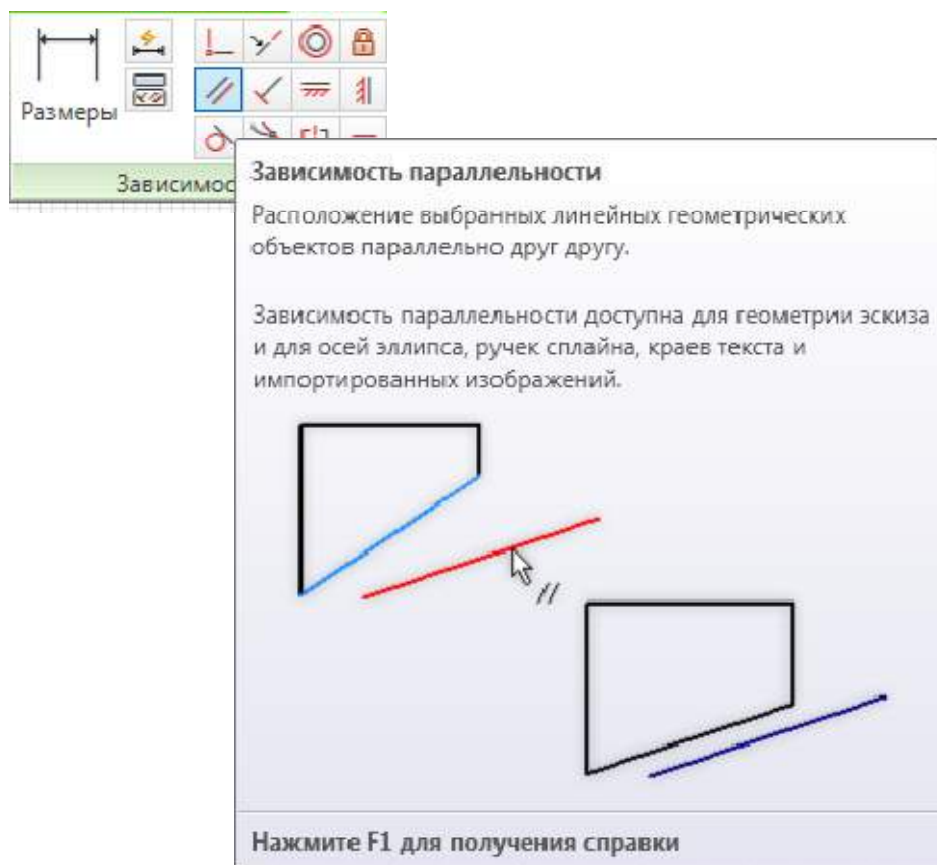 Размеры
Зависимос
Зависимость параллельности
Расположение выбранных линейных геометрических
объектов параллельно друг другу.
Зависимость параллельности доступна для геометрии эскиза
и для осей эллипса, ручек сплайна, краев текста и
импортированных изображений.
Нажмите F1 для получения справки